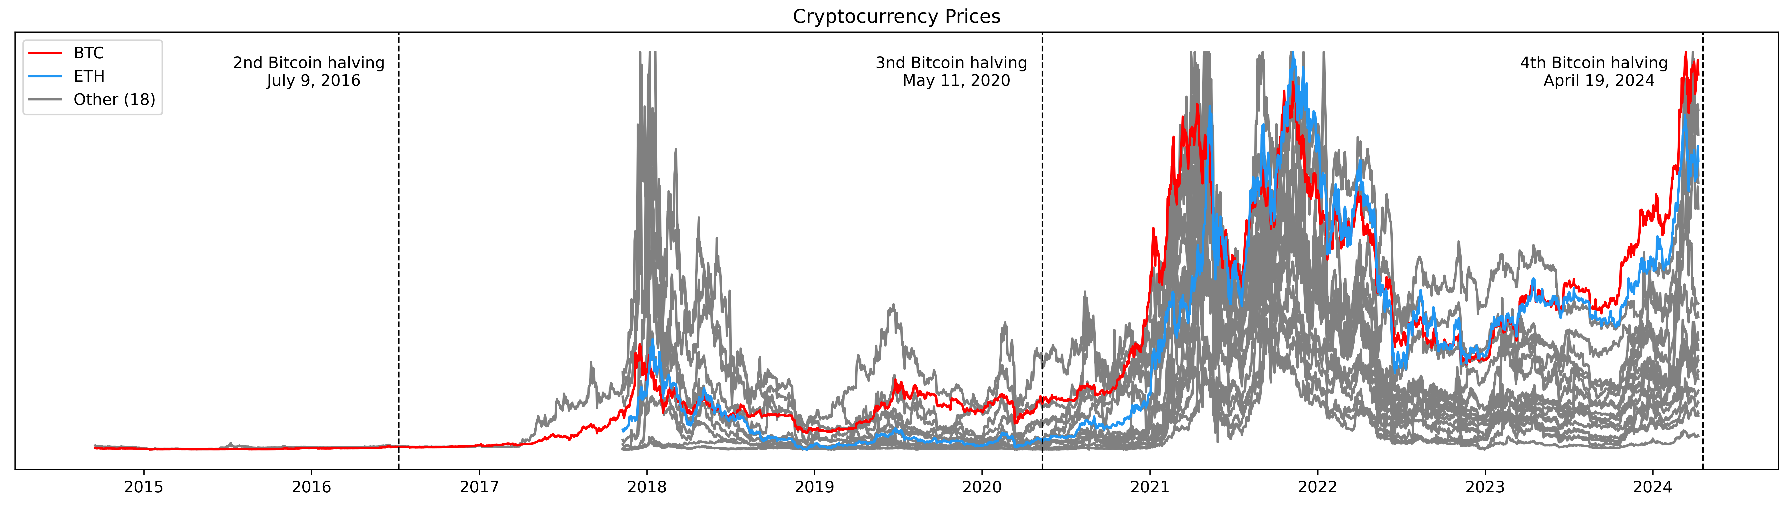 Cryptocurrency Prices
BTC
ETH
Other (18)
2nd Bitcoin halving
July 9, 2016
3nd Bitcoin halving
May 11, 2020
4th Bitcoin halving
April 19, 2024
2015 2016 2017 2018 2019 2020 2021 2022 2023 2024